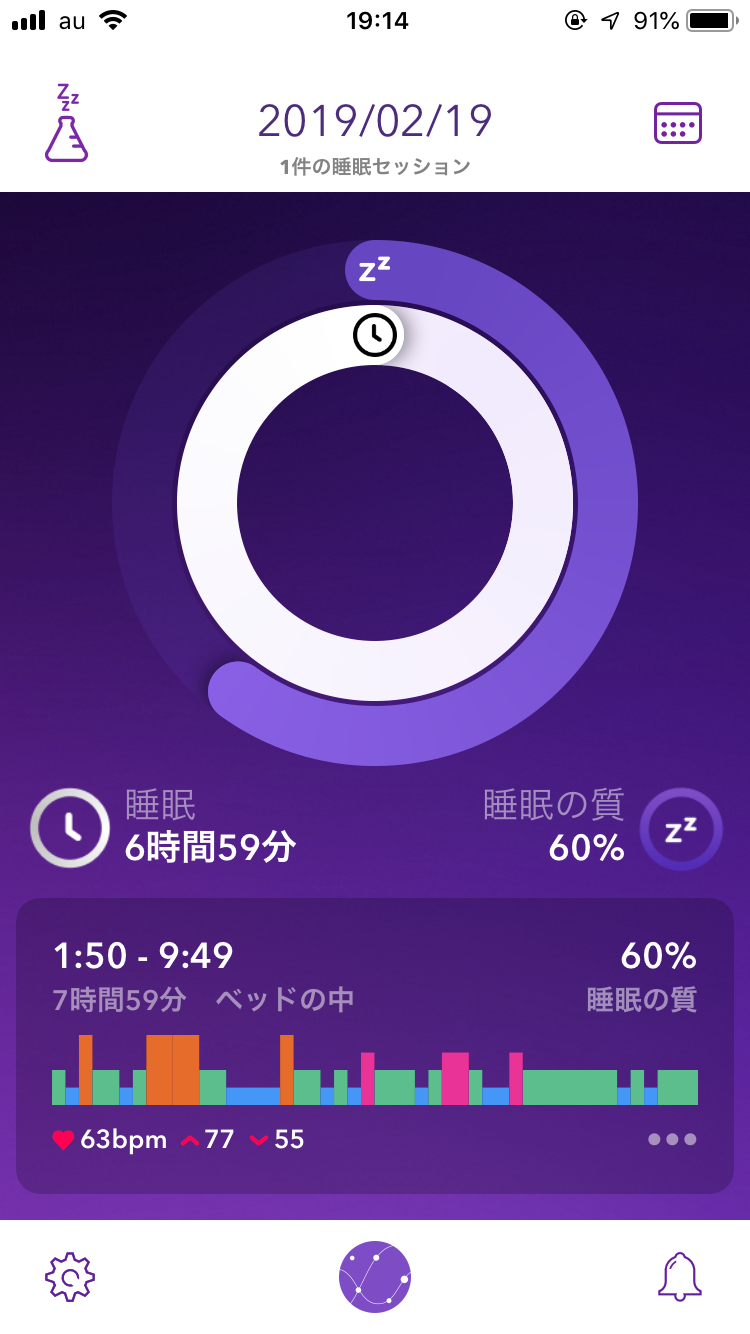 au 19:14 91%
zzz
2019/02/19
1件の睡眠セッション
zz
睡眠 睡眠の質
6時間59分 60% zz
1:50 - 9:49 60%
7時間59分 ベッドの中 睡眠の質
63bpm 77 55